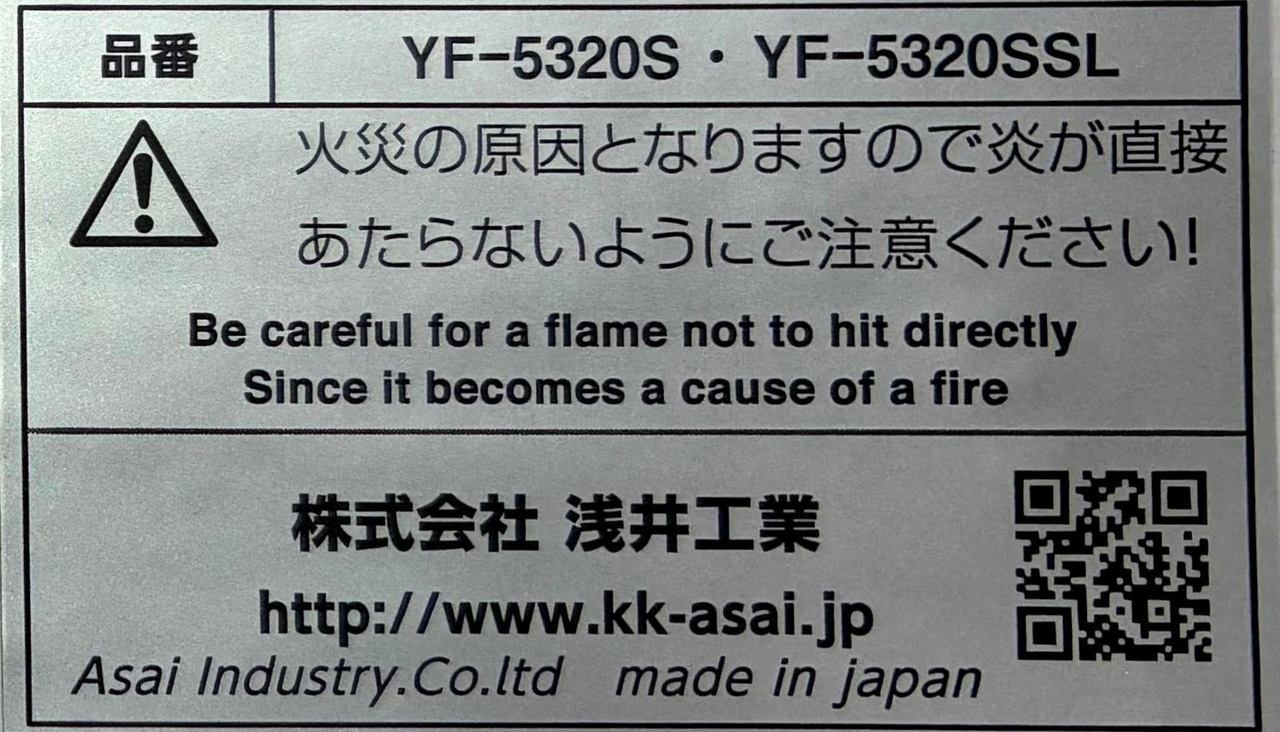 品番 YF-5320S・YF-5320SSL
火災の原因となりますので炎が直接
あたらないようにご注意ください!
Be careful for a flame not to hit directly
Since it becomes a cause of a fire
株式会社 浅井工業
http://www.kk-asai.jp
Asai Industry.Co.ltd made in japan